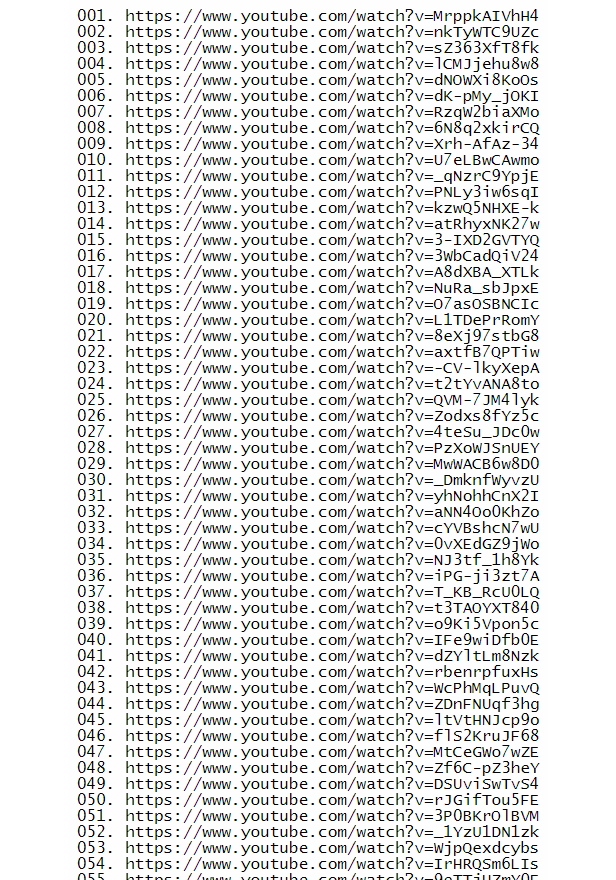 001. https://www.youtube.com/watch?v=MrppkAIVhH4
002. https://www.youtube.com/watch?v=nkTyWTC9UZc
003. https://www.youtube.com/watch?v=sZ363XfT8fk
004. https://www.youtube.com/watch?v=lCMJjehu8w8
005. https://www.youtube.com/watch?v=dNOWXi8KoOs
006. https://www.youtube.com/watch?v=dK-pMy_jOKI
007. https://www.youtube.com/watch?v=RzqW2biaXMo
008. https://www.youtube.com/watch?v=6N8q2xkirCQ
009. https://www.youtube.com/watch?v=Xrh-AfAz-34
010. https://www.youtube.com/watch?v=U7eLBwCAwmo
011. https://www.youtube.com/watch?v=_qNzrC9YpjE
012. https://www.youtube.com/watch?v=PNLy3iw6sqI
013. https://www.youtube.com/watch?v=kzwQ5NHXE-k
014. https://www.youtube.com/watch?v=atRhyxNK27w
015. https://www.youtube.com/watch?v=3-IXD2GVTYQ
016. https://www.youtube.com/watch?v=3WbCadQiV24
017. https://www.youtube.com/watch?v=A8dXBA_XTLk
018. https://www.youtube.com/watch?v=NuRa_sbJpxE
019. https://www.youtube.com/watch?v=O7asOSBNCIc
020. https://www.youtube.com/watch?v=L1TDePrRomY
021. https://www.youtube.com/watch?v=8eXj97stbG8
022. https://www.youtube.com/watch?v=axtfB7QPTiw
023. https://www.youtube.com/watch?v=-CV-lkyXepA
024. https://www.youtube.com/watch?v=t2tYvANA8to
025. https://www.youtube.com/watch?v=QVM-7JM4lyk
026. https://www.youtube.com/watch?v=Zodxs8fYz5c
027. https://www.youtube.com/watch?v=4teSu_JDc0w
028. https://www.youtube.com/watch?v=PzXoWJSnUEY
029. https://www.youtube.com/watch?v=MwWACB6w8D0
030. https://www.youtube.com/watch?v=_DmknfWyvzU
031. https://www.youtube.com/watch?v=yhNohhCnX2I
032. https://www.youtube.com/watch?v=aNN4Oo0KhZo
033. https://www.youtube.com/watch?v=cYVBshcN7wU
034. https://www.youtube.com/watch?v=0vXEdGZ9jWo
035. https://www.youtube.com/watch?v=NJ3tf_1h8Yk
036. https://www.youtube.com/watch?v=iPG-ji3zt7A
037. https://www.youtube.com/watch?v=T_KB_RcU0LQ
038. https://www.youtube.com/watch?v=t3TAOYXT840
039. https://www.youtube.com/watch?v=o9Ki5Vpon5c
040. https://www.youtube.com/watch?v=IFe9wiDfb0E
041. https://www.youtube.com/watch?v=dZYltLm8Nzk
042. https://www.youtube.com/watch?v=rbenrpfuxHs
043. https://www.youtube.com/watch?v=WcPhMqLPuvQ
044. https://www.youtube.com/watch?v=ZDnFNUqf3hg
045. https://www.youtube.com/watch?v=ltVtHNJcp9o
046. https://www.youtube.com/watch?v=flS2KruJF68
047. https://www.youtube.com/watch?v=MtCeGWo7wZE
048. https://www.youtube.com/watch?v=Zf6C-pZ3heY
049. https://www.youtube.com/watch?v=DSUviSwTvS4
050. https://www.youtube.com/watch?v=rJGifTou5FE
051. https://www.youtube.com/watch?v=3P0BKrOlBVM
052. https://www.youtube.com/watch?v=_1YzU1DN1zk
053. https://www.youtube.com/watch?v=WjpQexdcybs
054. https://www.youtube.com/watch?v=IrHRQSm6LIs